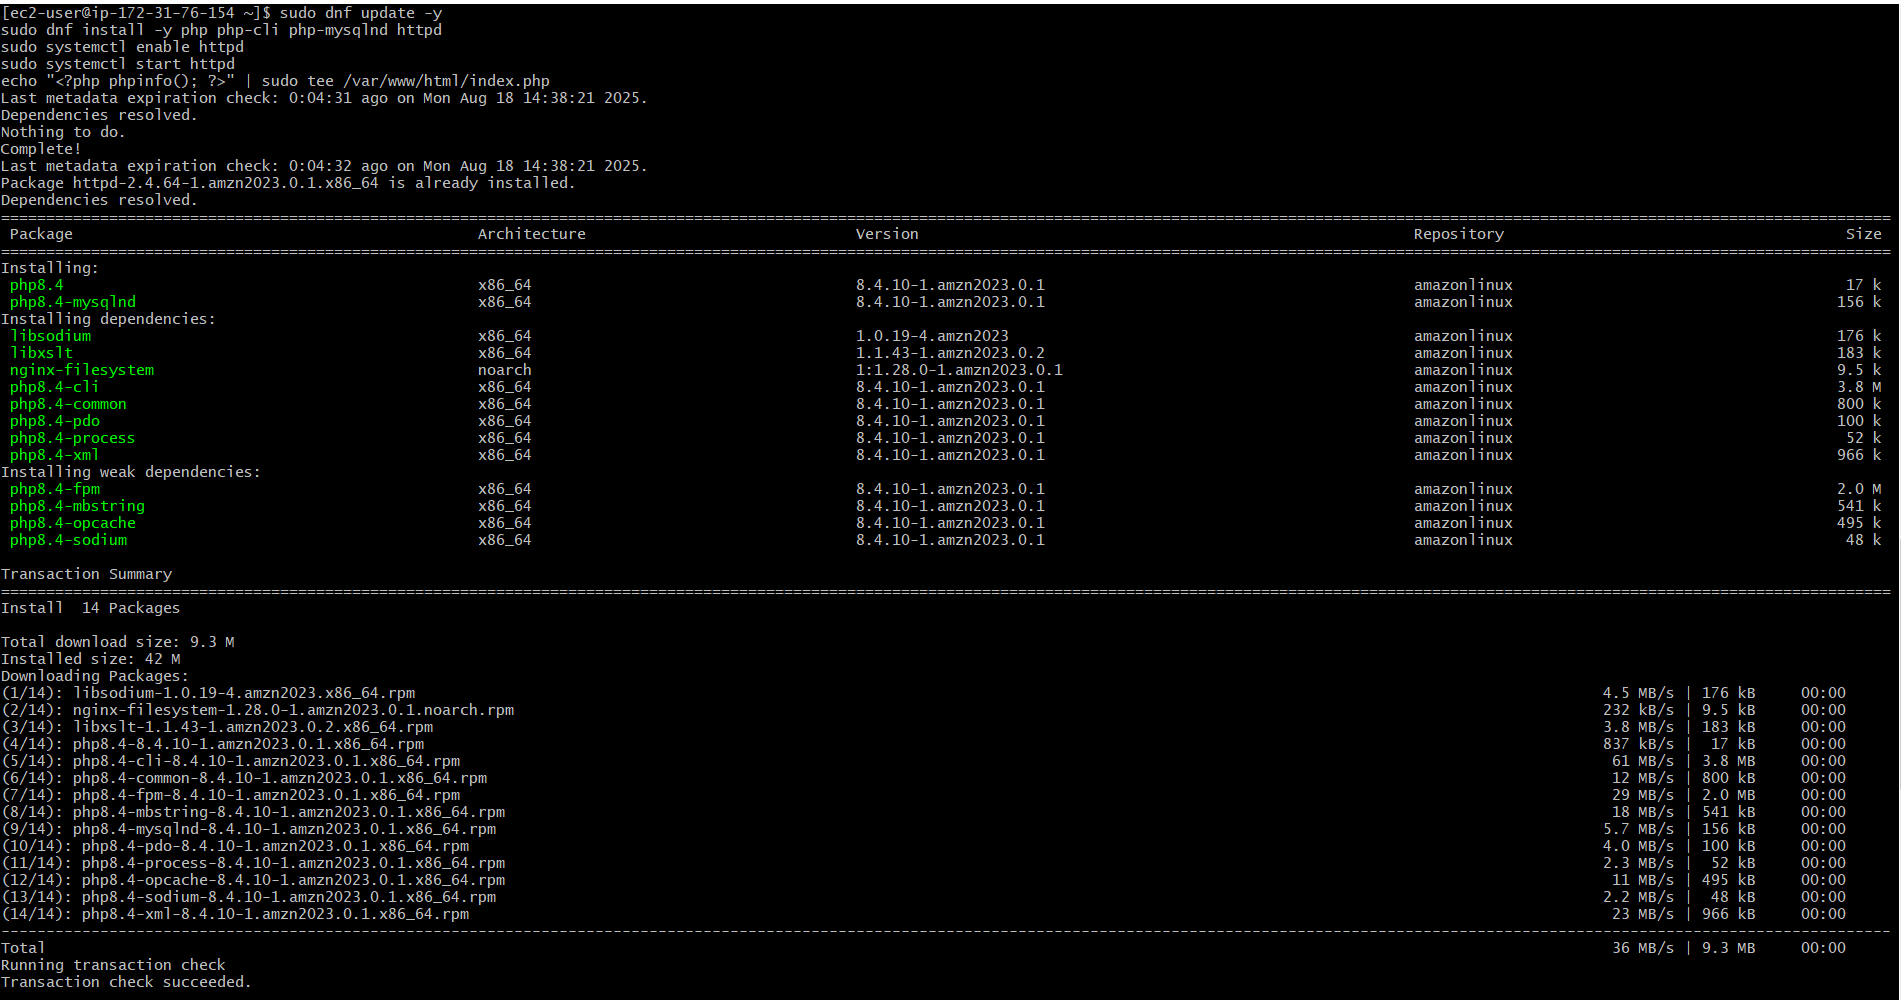 [ec2-user@ip-172-31-76-154 ~]$ sudo dnf update -y
sudo dnf install -y php php-cli php-mysqlnd httpd
sudo systemctl enable httpd
sudo systemctl start httpd
echo "<?php phpinfo(); ?>" | sudo tee /var/www/html/index.php
Last metadata expiration check: 0:04:31 ago on Mon Aug 18 14:38:21 2025.
Dependencies resolved.
Nothing to do.
Complete!
Last metadata expiration check: 0:04:32 ago on Mon Aug 18 14:38:21 2025.
Package httpd-2.4.64-1.amzn2023.0.1.x86_64 is already installed.
Dependencies resolved.
Package Architecture Version Repository Size
Installing:
php8.4 x86_64 8.4.10-1.amzn2023.0.1 amazonlinux 17 k
php8.4-mysqlnd x86_64 8.4.10-1.amzn2023.0.1 amazonlinux 156 k
Installing dependencies:
libsodium x86_64 1.0.19-4.amzn2023 amazonlinux 176 k
libxslt x86_64 1.1.43-1.amzn2023.0.2 amazonlinux 183 k
nginx-filesystem noarch 1:1.28.0-1.amzn2023.0.1 amazonlinux 9.5 k
php8.4-cli x86_64 8.4.10-1.amzn2023.0.1 amazonlinux 3.8 M
php8.4-common x86_64 8.4.10-1.amzn2023.0.1 amazonlinux 800 k
php8.4-pdo x86_64 8.4.10-1.amzn2023.0.1 amazonlinux 100 k
php8.4-process x86_64 8.4.10-1.amzn2023.0.1 amazonlinux 52 k
php8.4-xml x86_64 8.4.10-1.amzn2023.0.1 amazonlinux 966 k
Installing weak dependencies:
php8.4-fpm x86_64 8.4.10-1.amzn2023.0.1 amazonlinux 2.0 M
php8.4-mbstring x86_64 8.4.10-1.amzn2023.0.1 amazonlinux 541 k
php8.4-opcache x86_64 8.4.10-1.amzn2023.0.1 amazonlinux 495 k
php8.4-sodium x86_64 8.4.10-1.amzn2023.0.1 amazonlinux 48 k
Transaction Summary
Install 14 Packages
Total download size: 9.3 M
Installed size: 42 M
Downloading Packages:
(1/14): libsodium-1.0.19-4.amzn2023.x86_64.rpm 4.5 MB/s | 176 kB 00:00
(2/14): nginx-filesystem-1.28.0-1.amzn2023.0.1.noarch.rpm 232 kB/s | 9.5 kB 00:00
(3/14): libxslt-1.1.43-1.amzn2023.0.2.x86_64.rpm 3.8 MB/s | 183 kB 00:00
(4/14): php8.4-8.4.10-1.amzn2023.0.1.x86_64.rpm 837 kB/s | 17 kB 00:00
(5/14): php8.4-cli-8.4.10-1.amzn2023.0.1.x86_64.rpm 61 MB/s | 3.8 MB 00:00
(6/14): php8.4-common-8.4.10-1.amzn2023.0.1.x86_64.rpm 12 MB/s | 800 kB 00:00
(7/14): php8.4-fpm-8.4.10-1.amzn2023.0.1.x86_64.rpm 29 MB/s | 2.0 MB 00:00
(8/14): php8.4-mbstring-8.4.10-1.amzn2023.0.1.x86_64.rpm 18 MB/s | 541 kB 00:00
(9/14): php8.4-mysqlnd-8.4.10-1.amzn2023.0.1.x86_64.rpm 5.7 MB/s | 156 kB 00:00
(10/14): php8.4-pdo-8.4.10-1.amzn2023.0.1.x86_64.rpm 4.0 MB/s | 100 kB 00:00
(11/14): php8.4-process-8.4.10-1.amzn2023.0.1.x86_64.rpm 2.3 MB/s | 52 kB 00:00
(12/14): php8.4-opcache-8.4.10-1.amzn2023.0.1.x86_64.rpm 11 MB/s | 495 kB 00:00
(13/14): php8.4-sodium-8.4.10-1.amzn2023.0.1.x86_64.rpm 2.2 MB/s | 48 kB 00:00
(14/14): php8.4-xml-8.4.10-1.amzn2023.0.1.x86_64.rpm 23 MB/s | 966 kB 00:00
Total 36 MB/s | 9.3 MB 00:00
Running transaction check
Transaction check succeeded.